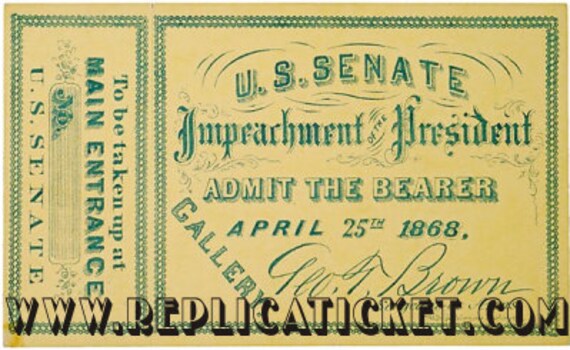 To be taken up at
MAIN ENTRANCE
No.
U. S. SENATE
U. S. SENATE
Impeachment OF THE President
ADMIT THE BEARER
APRIL 25TH 1868.
GALLERY
Geo. T. Brown
WWW.REPLICATICKET.COM